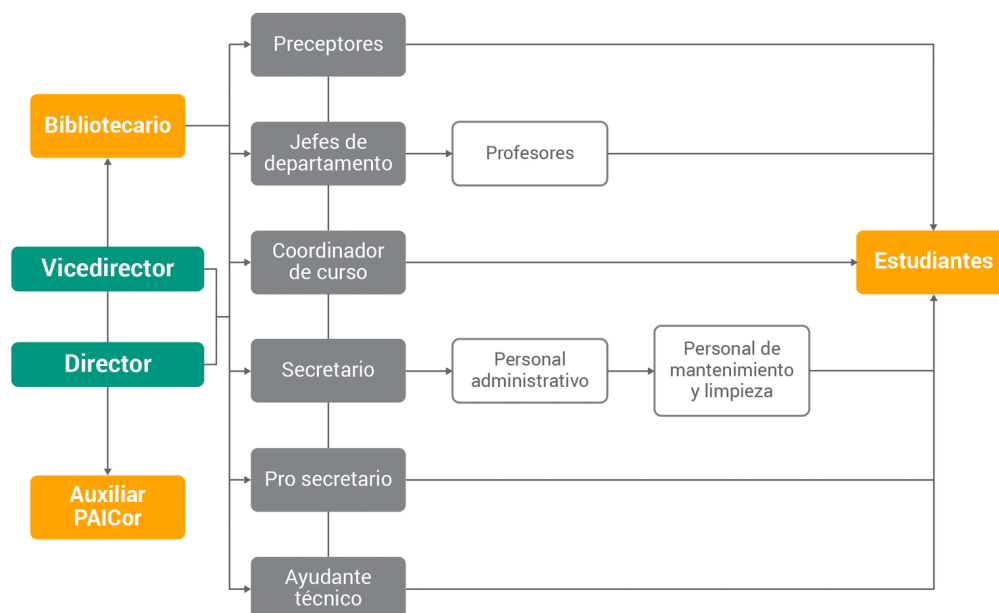 Preceptores
Bibliotecario
Jefes de
departamento
Profesores
Vicedirector
Coordinador
de curso
Estudiantes
Director
Secretario
Personal
administrativo
Personal de
mantenimiento
y limpieza
Auxiliar
PAICor
Pro secretario
Ayudante
técnico